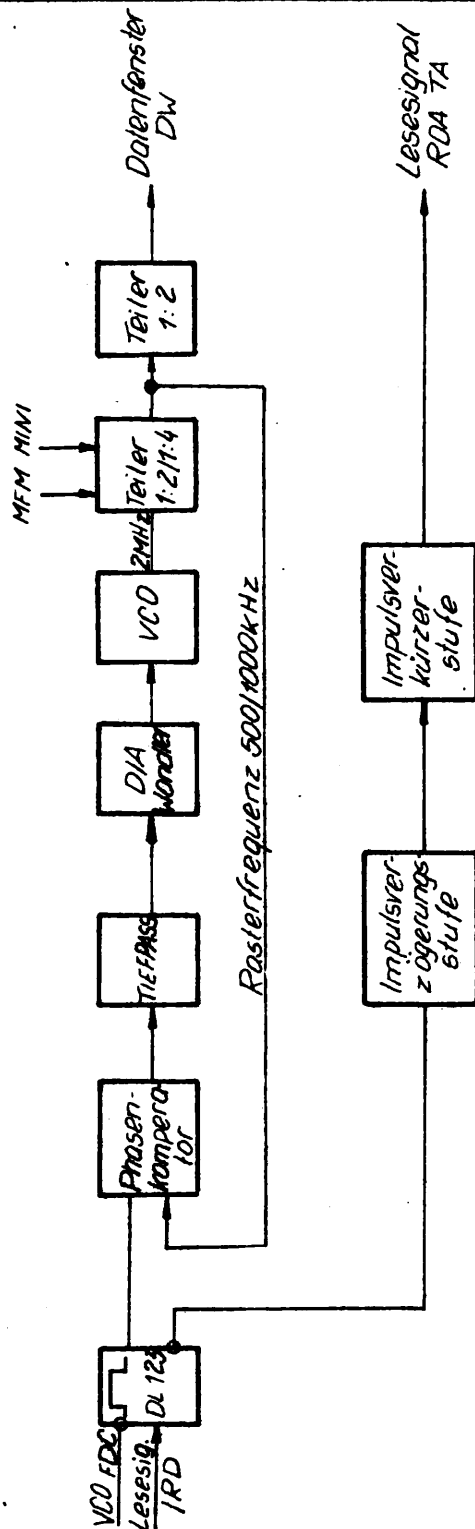 VCO FDC
Lesesig.
IRD
DL 123
Phasen-
kompera-
tor
TIEFPASS
D/A
Wandler
VCO
2MHz
MFM MINI
Teiler
1:2/1:4
Teiler
1:2
Datenfenster
DW
Rasterfrequenz 500/1000kHz
Impulsver-
zögerungs-
stufe
Impulsver-
kürzer-
stufe
Lesesignal
RDA TA